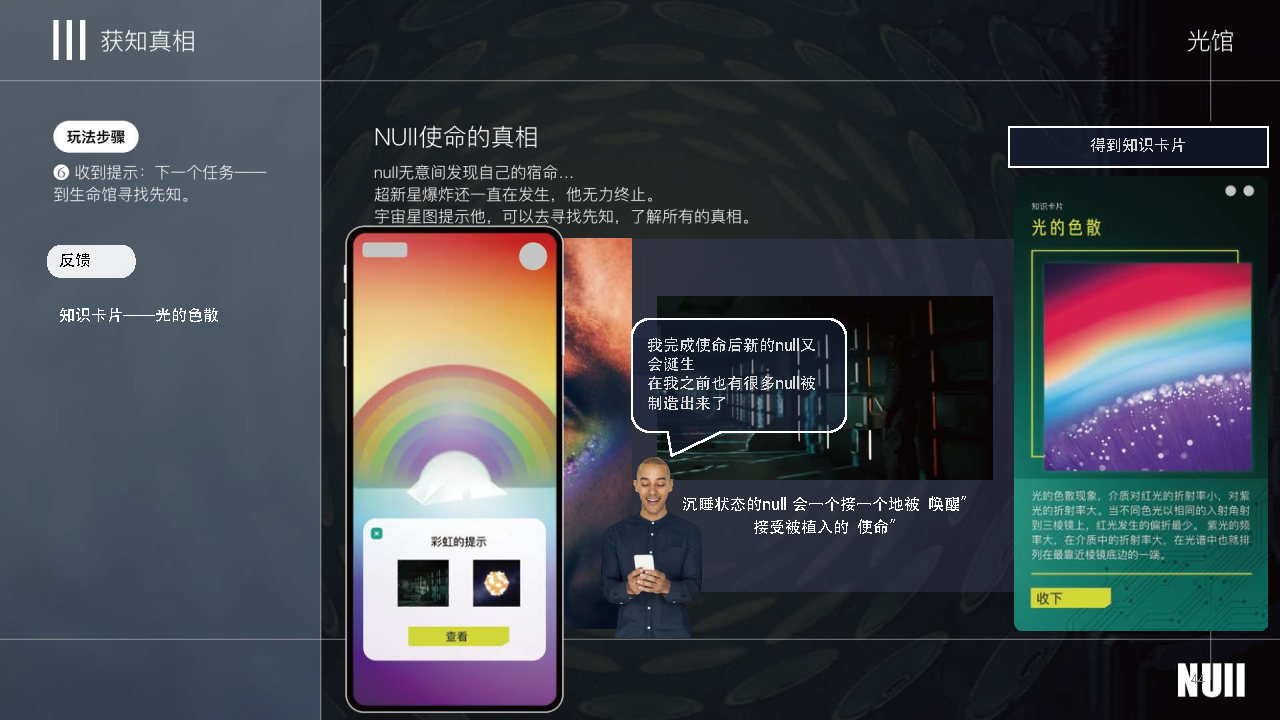 获知真相
光馆
玩法步骤
❻ 收到提示：下一个任务——
到生命馆寻找先知。
反馈
知识卡片——光的色散
NUll使命的真相
null无意间发现自己的宿命...
超新星爆炸还一直在发生，他无力终止。
宇宙星图提示他，可以去寻找先知，了解所有的真相。
彩虹的提示
查看
我完成使命后新的null又
会诞生
在我之前也有很多null被
制造出来了
沉睡状态的null 会一个接一个地被 唤醒”
接受被植入的 使命”
得到知识卡片
知识卡片
光的色散
光的色散现象，介质对红光的折射率小，对紫
光的折射率大。当不同色光以相同的入射角射
到三棱镜上，红光发生的偏折最少。 紫光的频
率大，在介质中的折射率大，在光谱中也就排
列在最靠近棱镜底边的一端。
收下
NUll
44